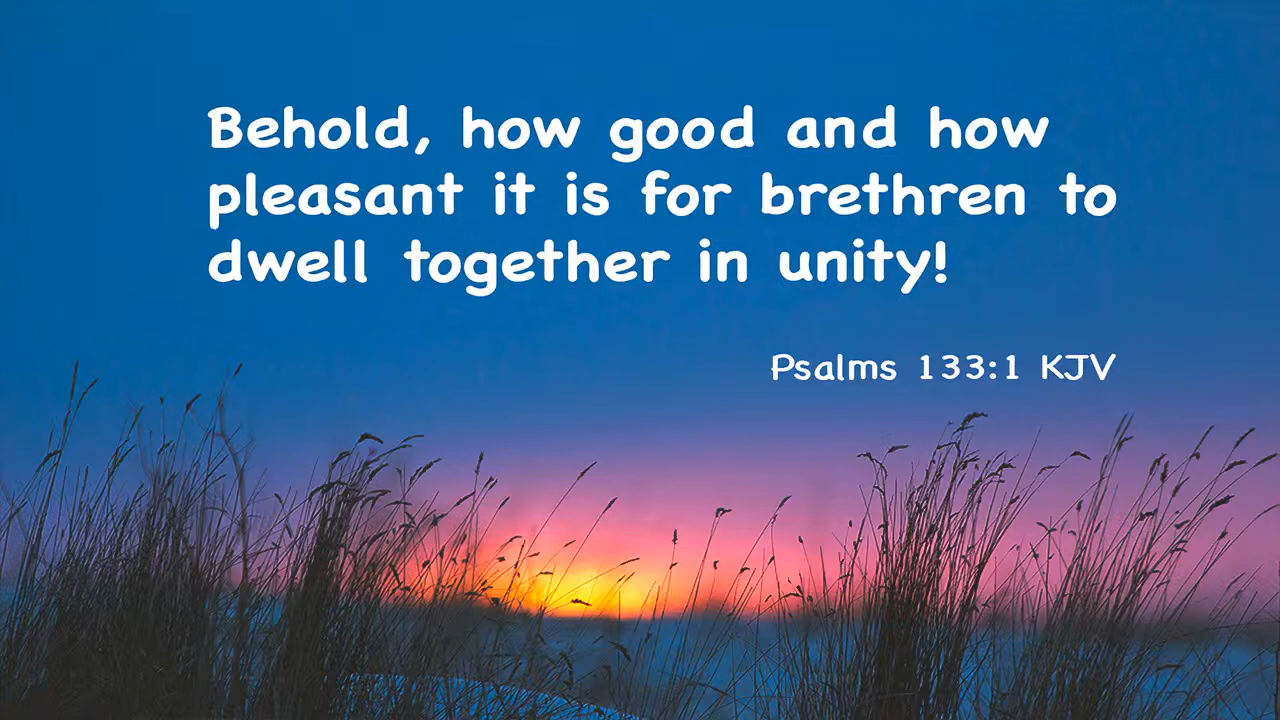 Behold, how good and how
pleasant it is for brethren to
dwell together in unity!
Psalms 133:1 KJV